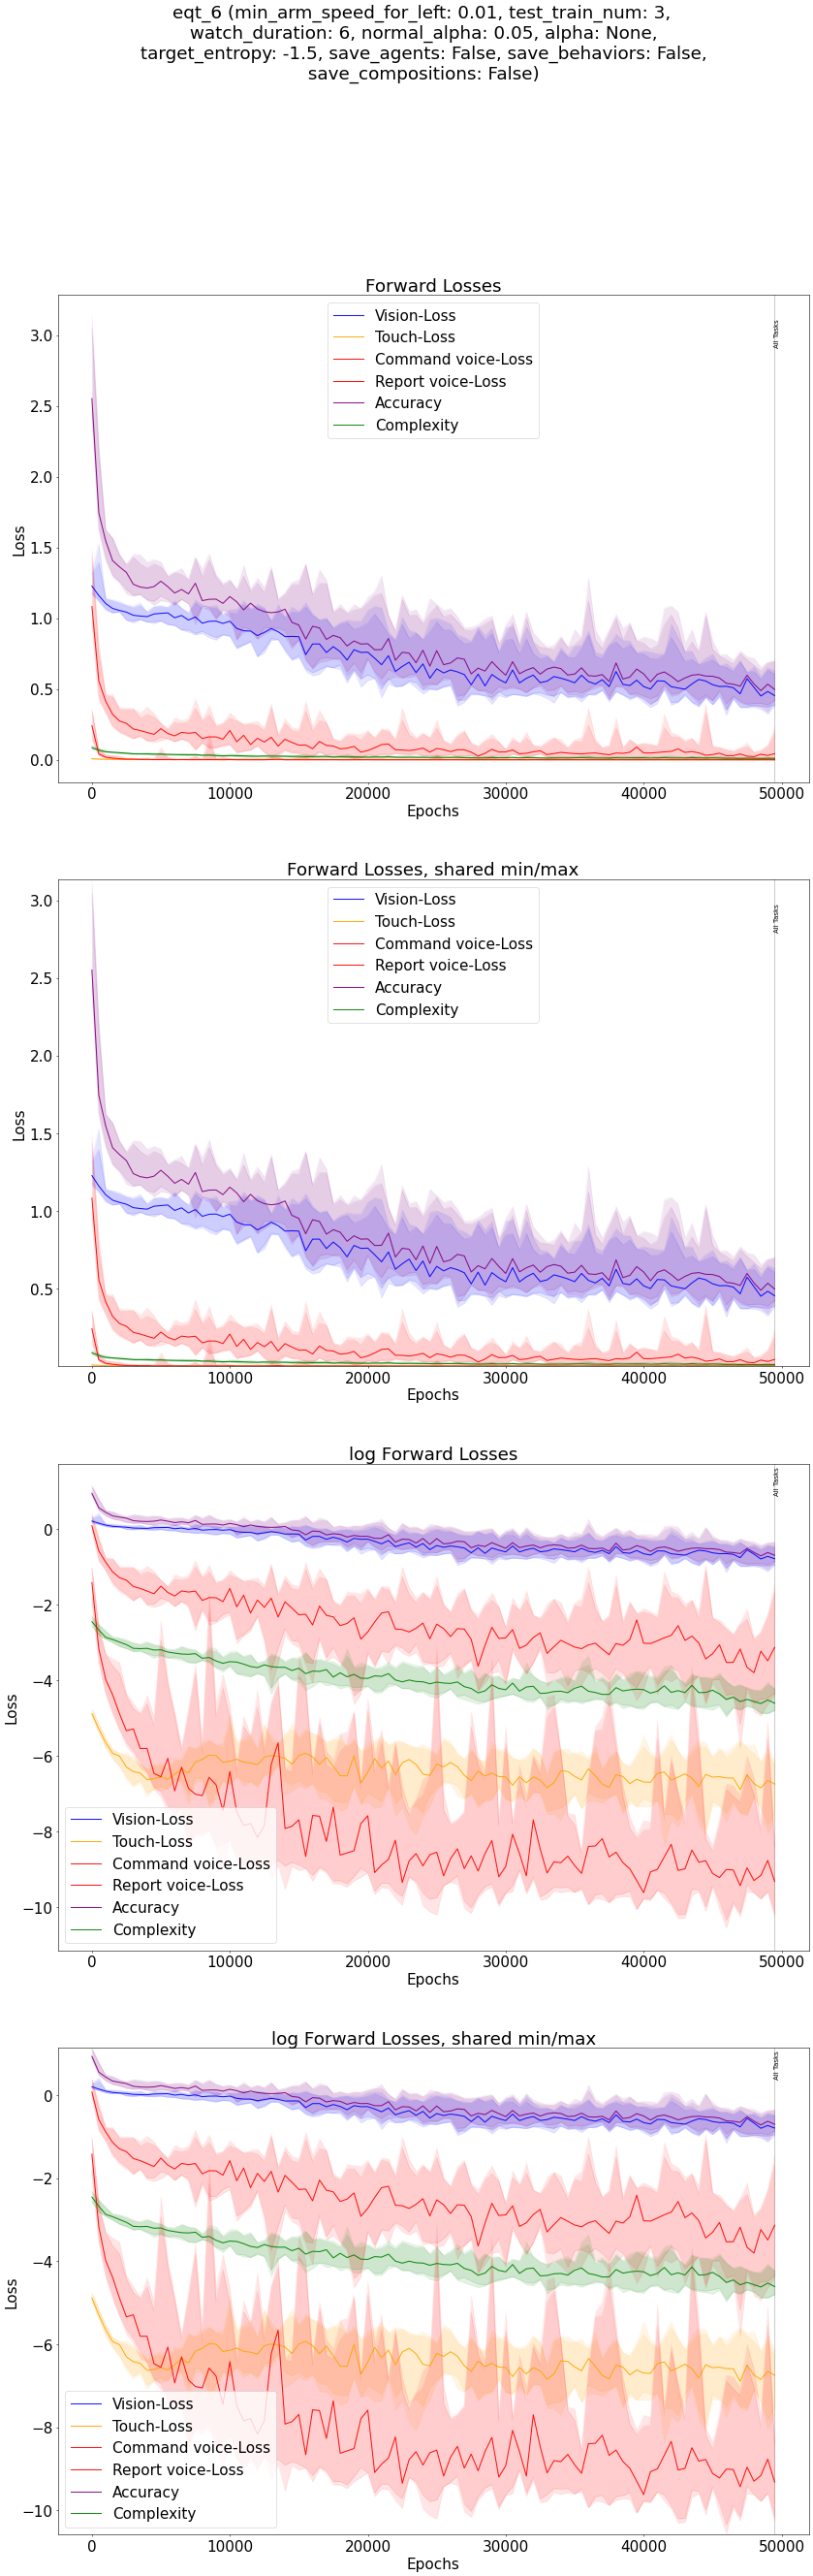 eqt_6 (min_arm_speed_for_left: 0.01, test_train_num: 3,
watch_duration: 6, normal_alpha: 0.05, alpha: None,
target_entropy: -1.5, save_agents: False, save_behaviors: False,
save_compositions: False)
Forward Losses
Vision-Loss
Touch-Loss
Command voice-Loss
Report voice-Loss
Accuracy
Complexity
All Tasks
Loss
3.0
2.5
2.0
1.5
1.0
0.5
0.0
0 10000 20000 30000 40000 50000
Epochs
Forward Losses, shared min/max
Vision-Loss
Touch-Loss
Command voice-Loss
Report voice-Loss
Accuracy
Complexity
All Tasks
Loss
3.0
2.5
2.0
1.5
1.0
0.5
0 10000 20000 30000 40000 50000
Epochs
log Forward Losses
All Tasks
Loss
0
−2
−4
−6
−8
−10
Vision-Loss
Touch-Loss
Command voice-Loss
Report voice-Loss
Accuracy
Complexity
0 10000 20000 30000 40000 50000
Epochs
log Forward Losses, shared min/max
All Tasks
Loss
0
−2
−4
−6
−8
−10
Vision-Loss
Touch-Loss
Command voice-Loss
Report voice-Loss
Accuracy
Complexity
0 10000 20000 30000 40000 50000
Epochs